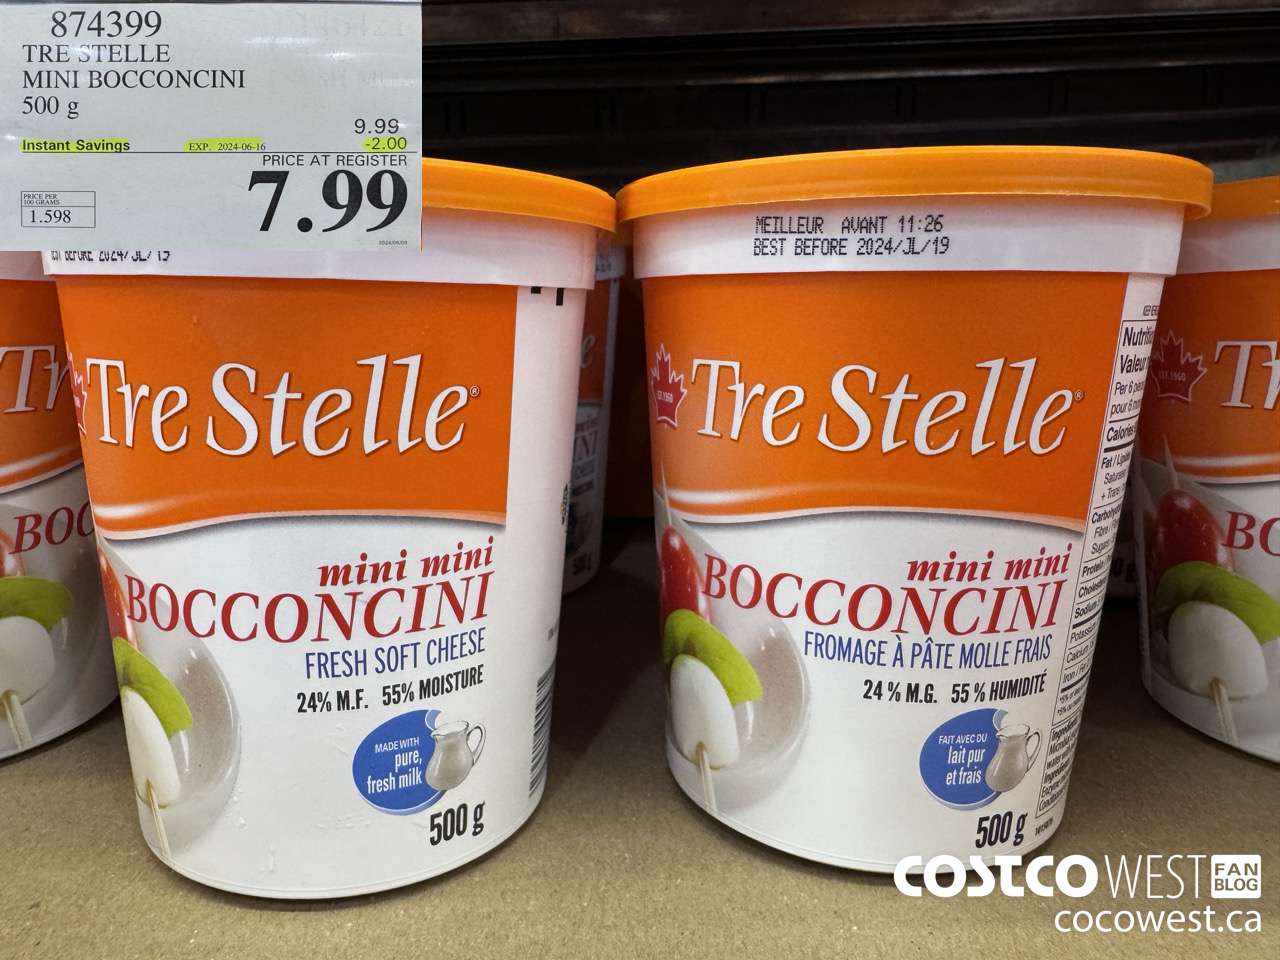 874399
TRE STELLE
MINI BOCCONCINI
500 g
9.99
Instant Savings EXP. 2024-06-16 -2.00
PRICE AT REGISTER
7.99
PRICE PER
100 GRAMS
1.598
MEILLEUR AVANT 11:26
BEST BEFORE 2024/JL/19
Tre Stelle®
mini mini
BOCCONCINI
FRESH SOFT CHEESE
24% M.F. 55% MOISTURE
MADE WITH
pure,
fresh milk
500 g
EST. 1960
Tre Stelle®
mini mini
BOCCONCINI
FROMAGE À PÂTE MOLLE FRAIS
24 % M.G. 55 % HUMIDITÉ
FAIT AVEC DU
lait pur
et frais
500 g
Valeur
Calories
COSTCO WEST FAN BLOG
cocowest.ca